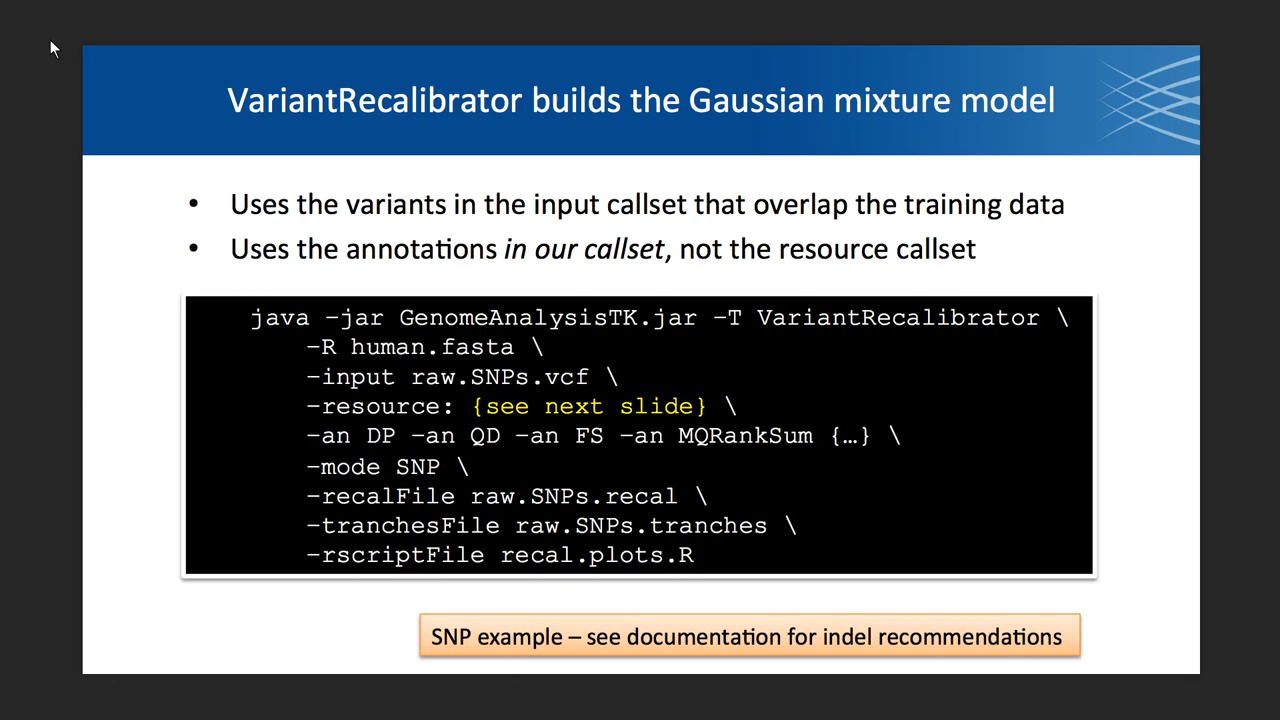 VariantRecalibrator builds the Gaussian mixture model
• Uses the variants in the input callset that overlap the training data
• Uses the annotations in our callset, not the resource callset
java –jar GenomeAnalysisTK.jar –T VariantRecalibrator \
–R human.fasta \
–input raw.SNPs.vcf \
–resource: {see next slide} \
–an DP –an QD –an FS –an MQRankSum {…} \
–mode SNP \
–recalFile raw.SNPs.recal \
–tranchesFile raw.SNPs.tranches \
–rscriptFile recal.plots.R
SNP example – see documentation for indel recommendations